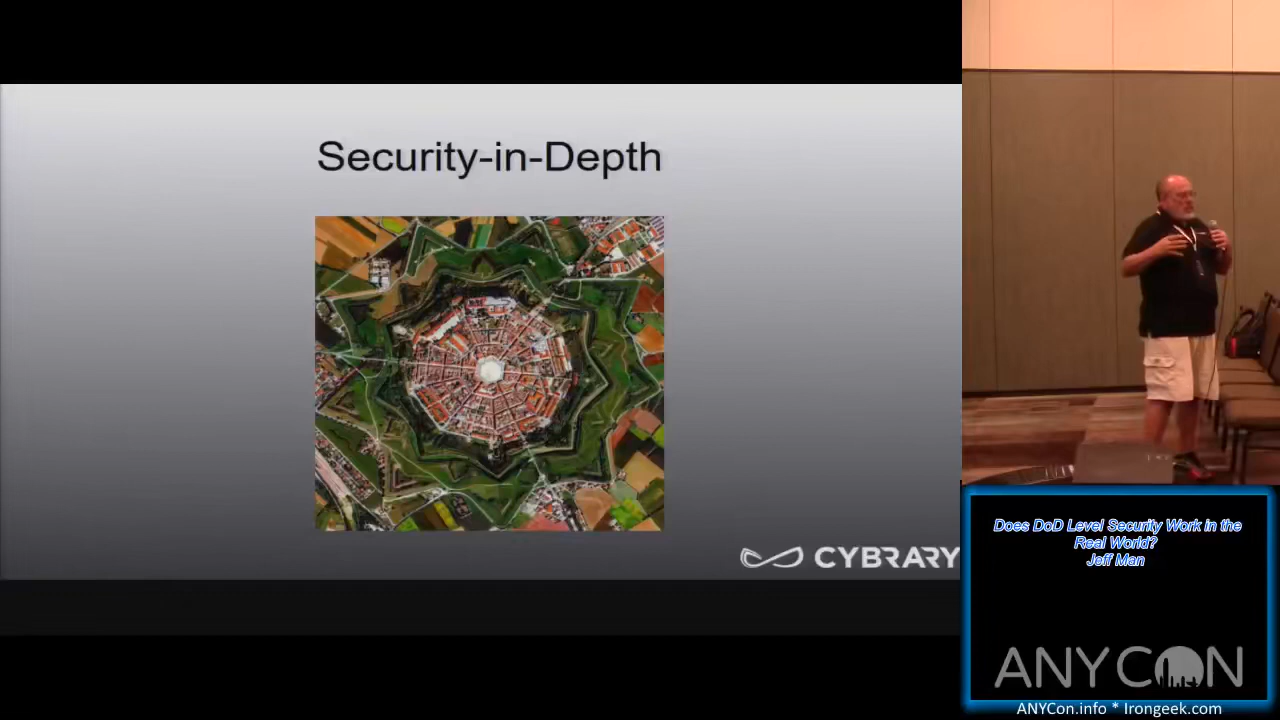 Security-in-Depth
CYBRARY
Does DoD Level Security Work in the
Real World?
Jeff Man
ANYCON
ANYCon.info * Irongeek.com